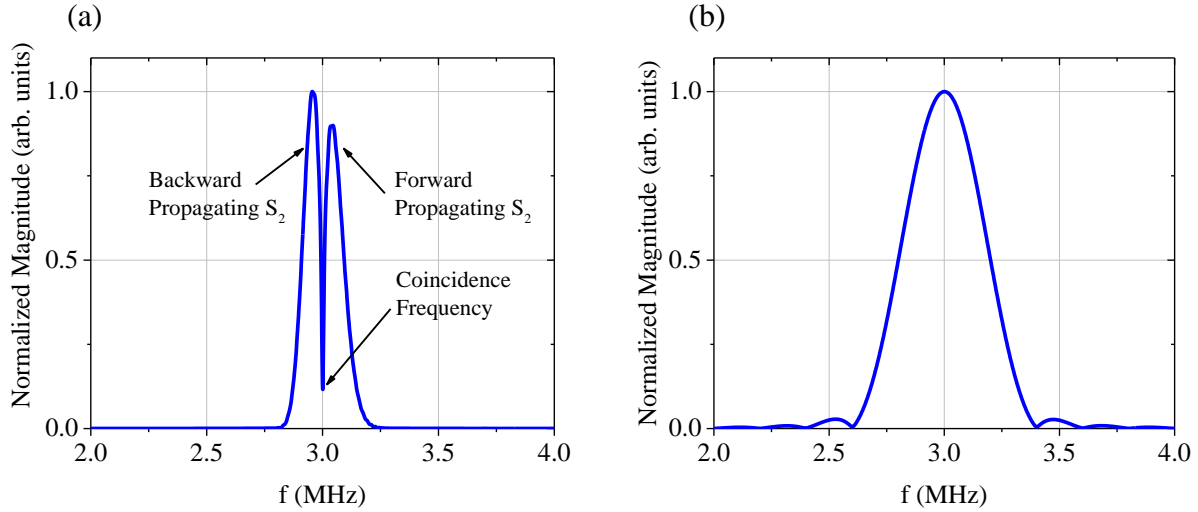 (a)
Normalized Magnitude (arb. units)
1.0
0.5
0.0
2.0 2.5 3.0 3.5 4.0
f (MHz)
Backward
Propagating S₂
Forward
Propagating S₂
Coincidence
Frequency
(b)
Normalized Magnitude (arb. units)
1.0
0.5
0.0
2.0 2.5 3.0 3.5 4.0
f (MHz)